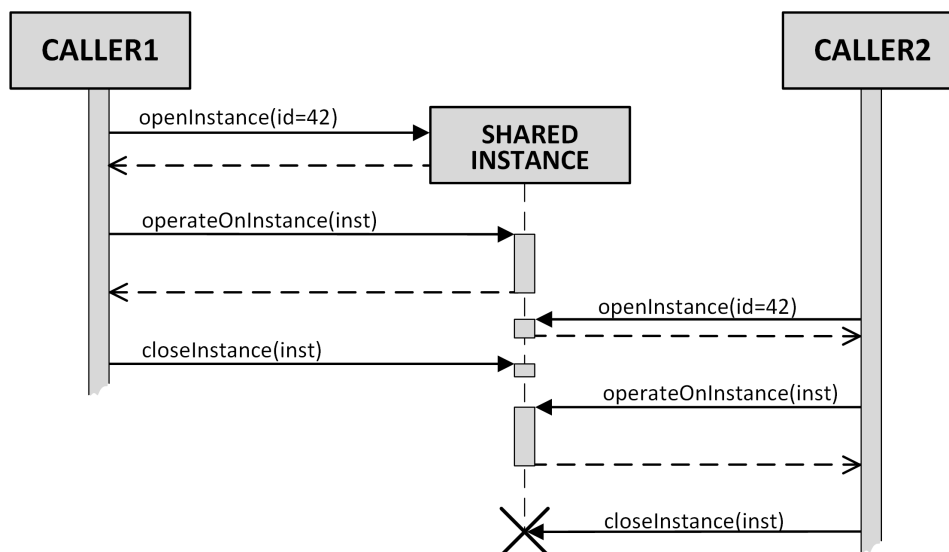 CALLER1
CALLER2
openInstance(id=42)
SHARED
INSTANCE
operateOnInstance(inst)
openInstance(id=42)
closeInstance(inst)
operateOnInstance(inst)
closeInstance(inst)